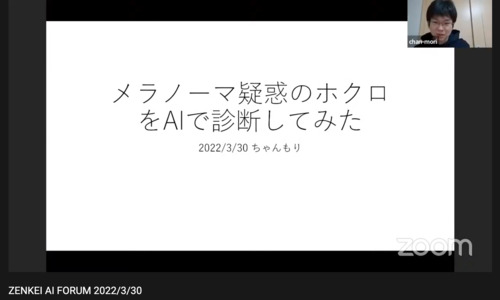 chan-mori
メラノーマ疑惑のホクロ
をAIで診断してみた
2022/3/30 ちゃんもり
zoom
ZENKEI AI FORUM 2022/3/30